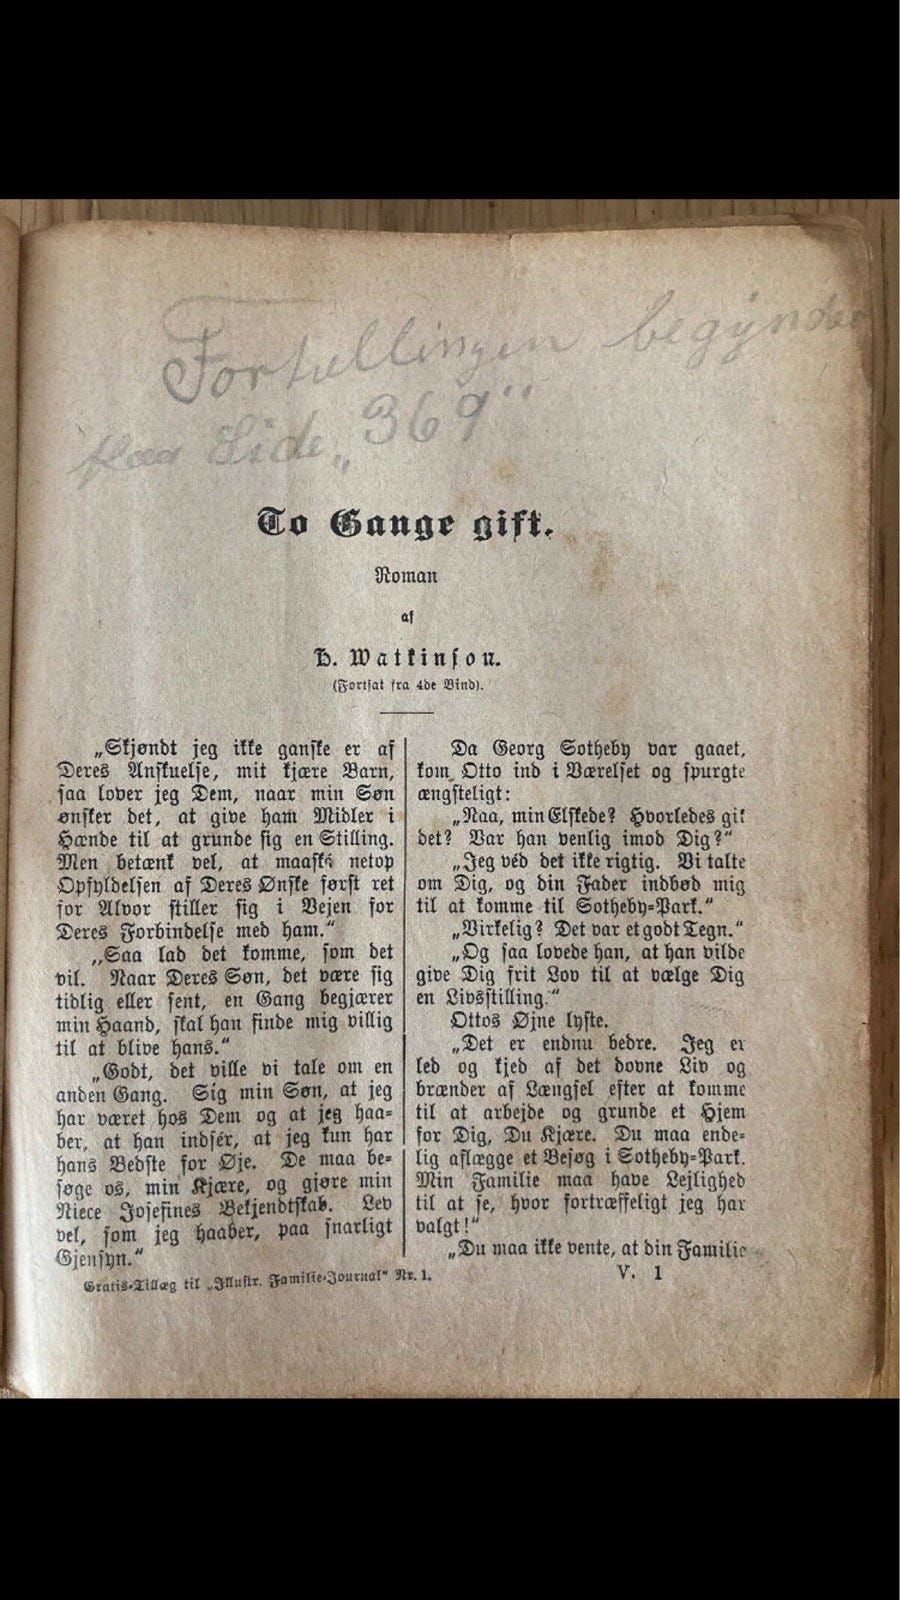 Fortællingen begynder
paa Side „369“
To Gange gift.
Roman
af
H. Watkinson.
(Fortsat fra 4de Bind).
„Skjøndt jeg ikke ganske er af
Deres Anskuelse, mit kjære Barn,
saa lover jeg Dem, naar min Søn
ønsker det, at give ham Midler i
Hænde til at grunde sig en Stilling.
Men betænk vel, at maaské netop
Opfyldelsen af Deres Ønske først ret
for Alvor stiller sig i Vejen for
Deres Forbindelse med ham.“
„Saa lad det komme, som det
vil. Naar Deres Søn, det være sig
tidlig eller sent, en Gang begjærer
min Haand, skal han finde mig villig
til at blive hans.“
„Godt, det ville vi tale om en
anden Gang. Sig min Søn, at jeg
har været hos Dem og at jeg haa-
ber, at han indsér, at jeg kun har
hans Bedste for Øje. De maa be-
søge os, min Kjære, og gjøre min
Niece Josefines Bekjendtskab. Lev
vel, som jeg haaber, paa snarligt
Gjensyn.“
Gratis-Tillæg til „Illustr. Familie-Journal“ Nr. 1.
Da Georg Sotheby var gaaet,
kom Otto ind i Værelset og spurgte
ængsteligt:
„Naa, min Elskede? Hvorledes gik
det? Var han venlig imod Dig?“
„Jeg véd det ikke rigtig. Vi talte
om Dig, og din Fader indbød mig
til at komme til Sotheby-Park.“
„Virkelig? Det var et godt Tegn.“
„Og saa lovede han, at han vilde
give Dig frit Lov til at vælge Dig
en Livsstilling.“
Ottos Øjne lyste.
„Det er endnu bedre. Jeg er
led og kjed af det dovne Liv og
brænder af Længsel efter at komme
til at arbejde og grunde et Hjem
for Dig, Du Kjære. Du maa ende-
lig aflægge et Besøg i Sotheby-Park.
Min Familie maa have Lejlighed
til at se, hvor fortræffeligt jeg har
valgt!“
„Du maa ikke vente, at din Familie
V. 1